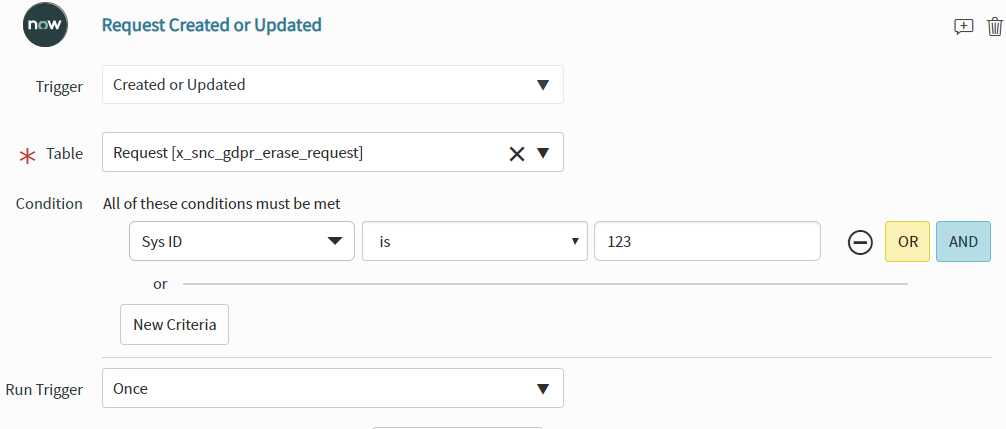 now
Request Created or Updated
Trigger
Created or Updated
Table
Request [x_snc_gdpr_erase_request]
Condition
All of these conditions must be met
Sys ID
is
123
OR
AND
or
New Criteria
Run Trigger
Once